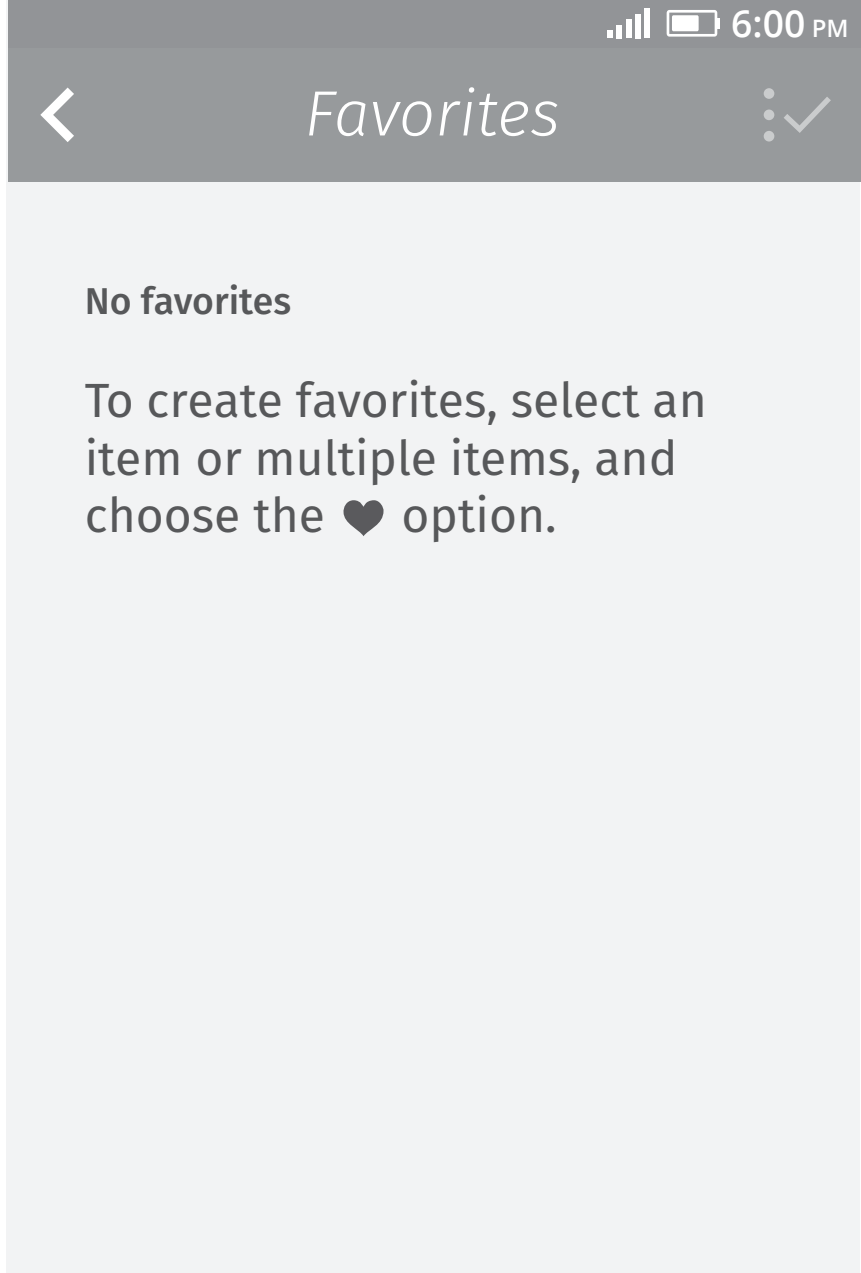 6:00 PM
Favorites
No favorites
To create favorites, select an
item or multiple items, and
choose the ♥ option.